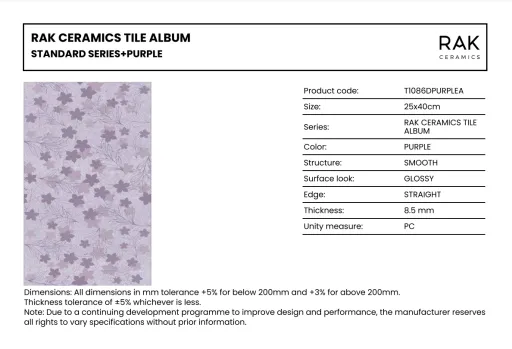 RAK CERAMICS TILE ALBUM
STANDARD SERIES+PURPLE
RAK
CERAMICS
Product code: T1086DPURPLEA
Size: 25x40cm
Series: RAK CERAMICS TILE
ALBUM
Color: PURPLE
Structure: SMOOTH
Surface look: GLOSSY
Edge: STRAIGHT
Thickness: 8.5 mm
Unity measure: PC
Dimensions: All dimensions in mm tolerance +5% for below 200mm and +3% for above 200mm.
Thickness tolerance of ±5% whichever is less.
Note: Due to a continuing development programme to improve design and performance, the manufacturer reserves
all rights to vary specifications without prior information.